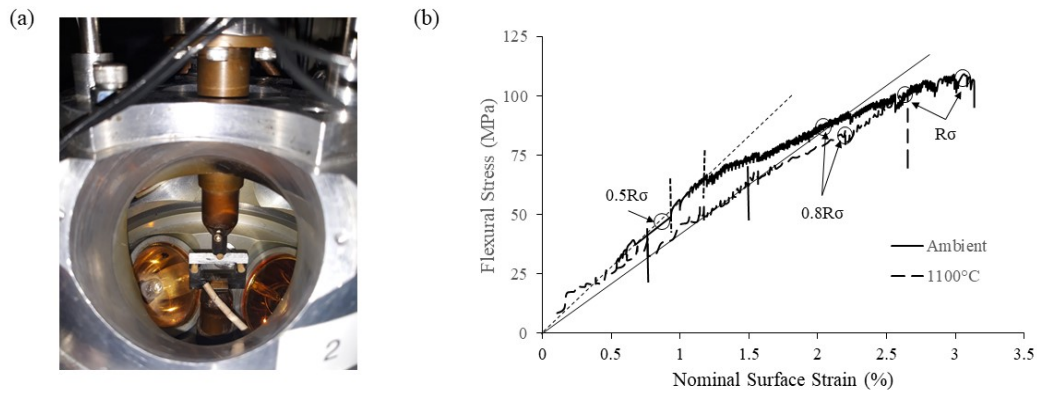 (a)
2
(b)
Flexural Stress (MPa)
125
100
75
50
25
0
0.5Rσ
0.8Rσ
Rσ
Ambient
1100°C
0
0.5
1
1.5
2
2.5
3
3.5
Nominal Surface Strain (%)